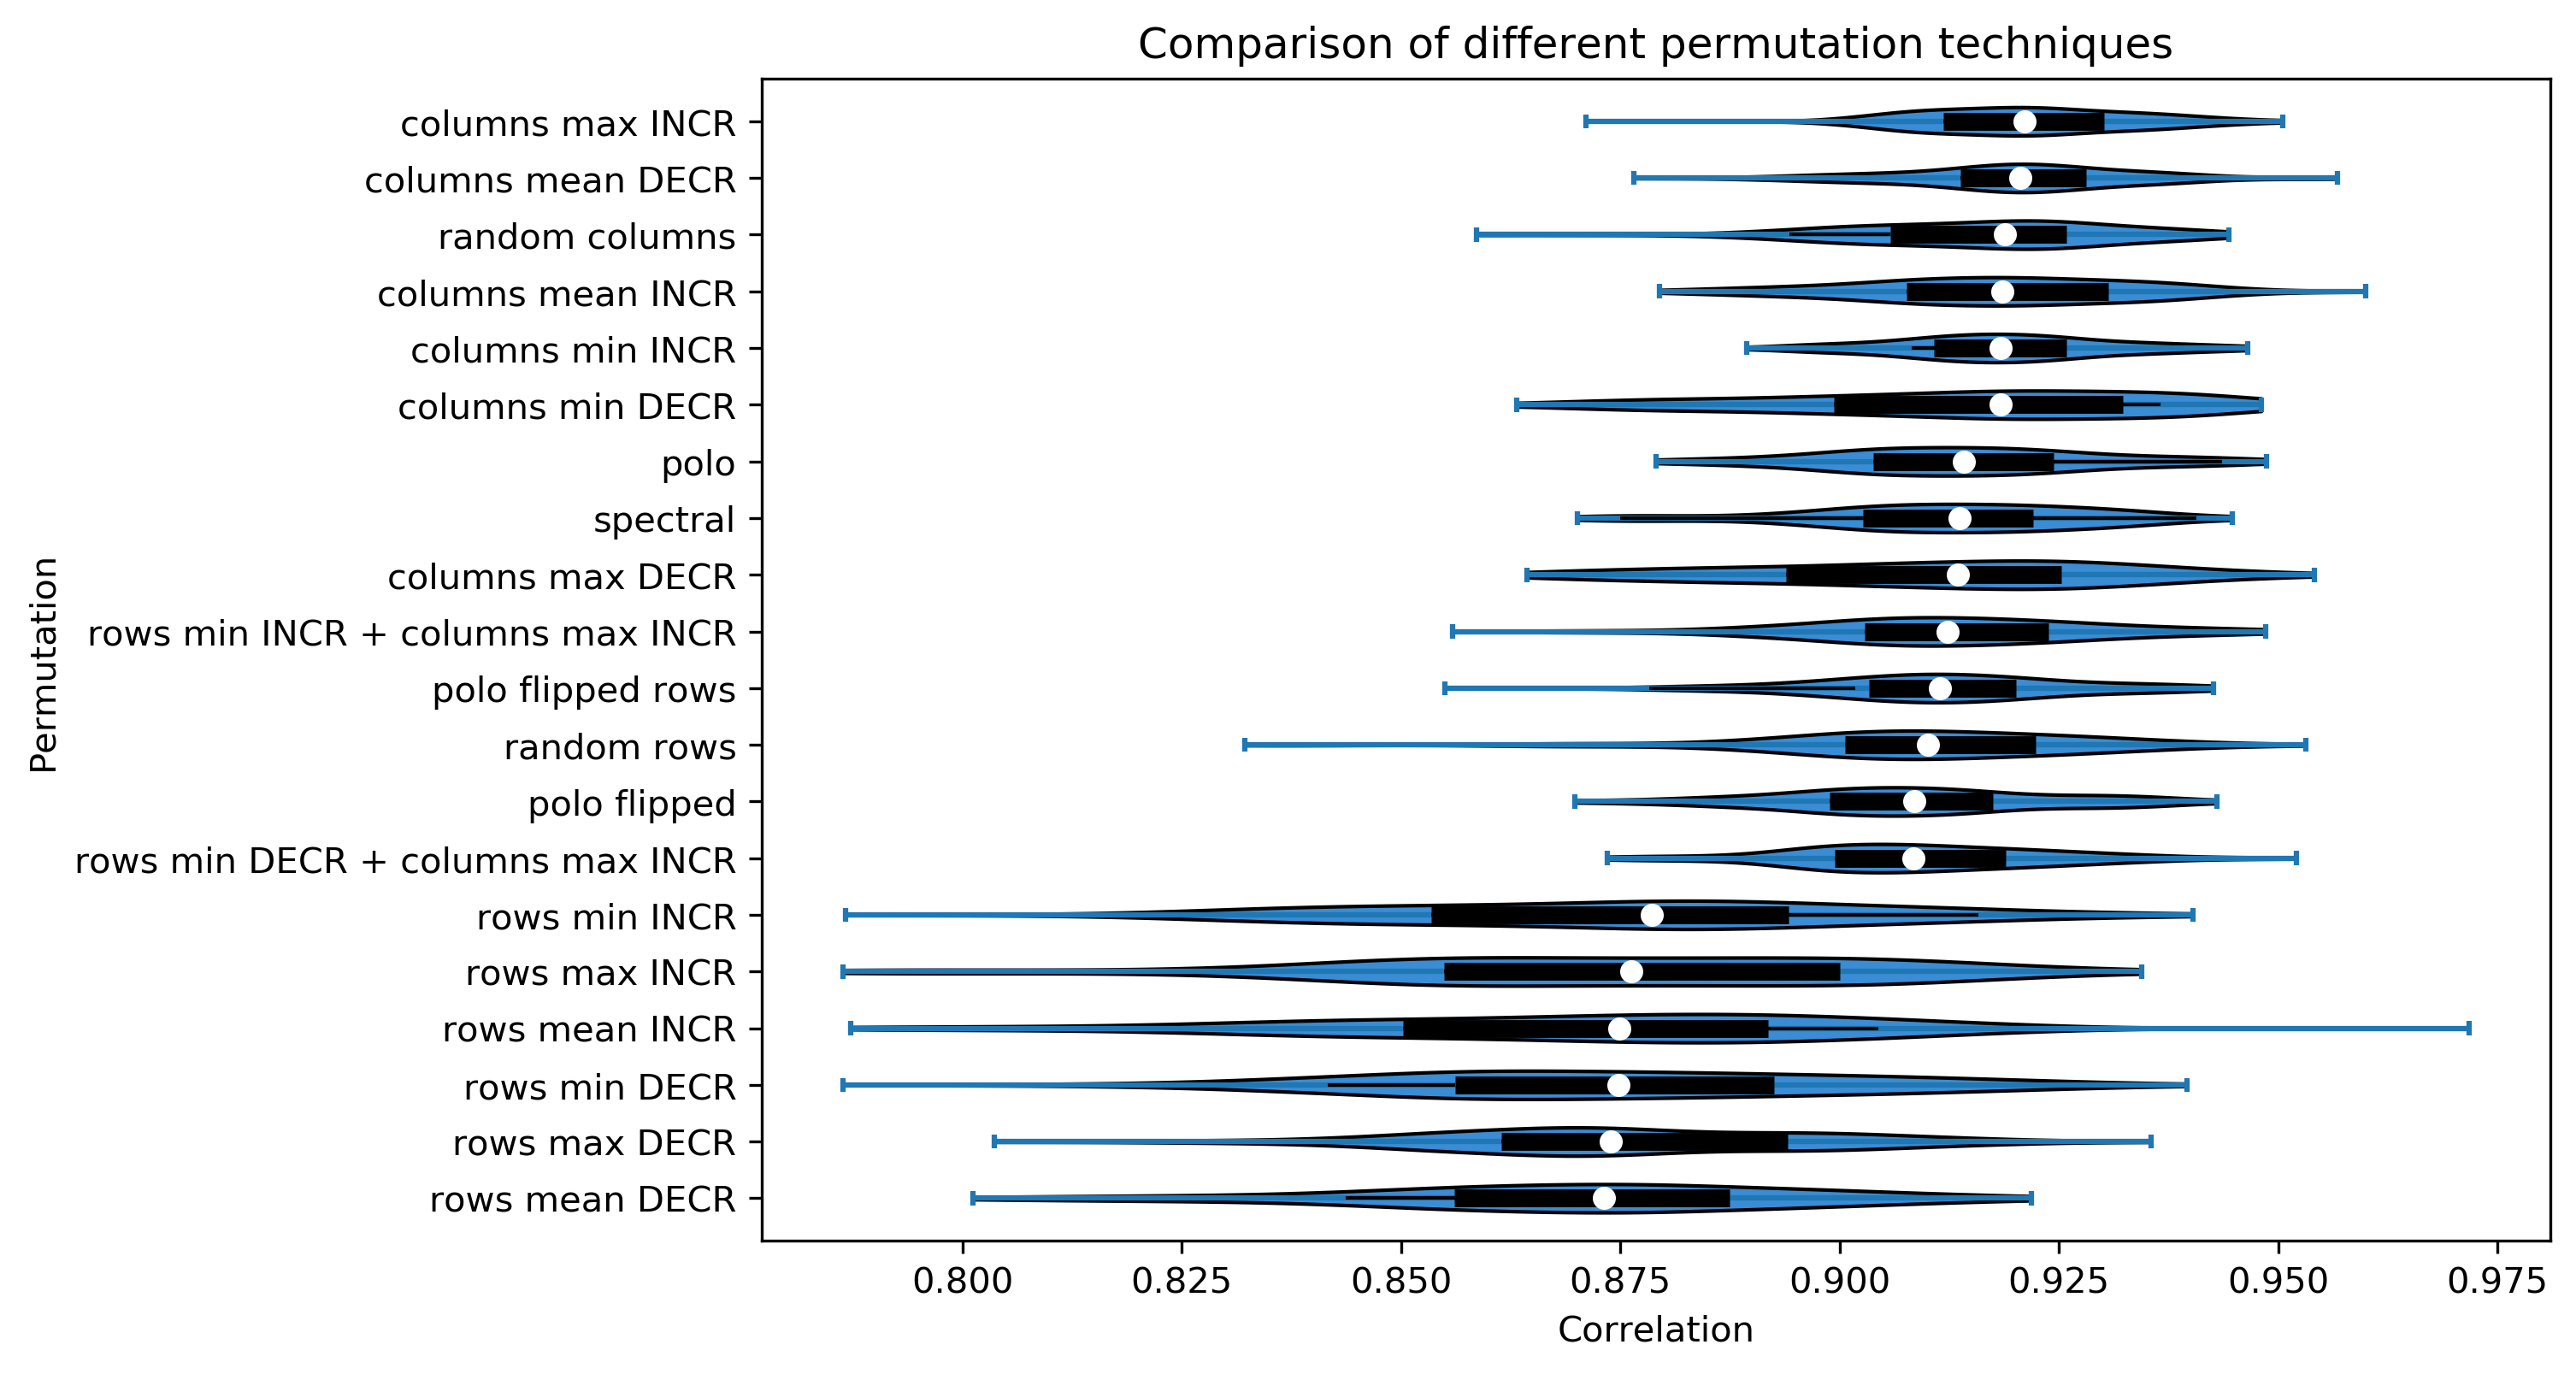 Comparison of different permutation techniques
Permutation
columns max INCR
columns mean DECR
random columns
columns mean INCR
columns min INCR
columns min DECR
polo
spectral
columns max DECR
rows min INCR + columns max INCR
polo flipped rows
random rows
polo flipped
rows min DECR + columns max INCR
rows min INCR
rows max INCR
rows mean INCR
rows min DECR
rows max DECR
rows mean DECR
0.800 0.825 0.850 0.875 0.900 0.925 0.950 0.975
Correlation